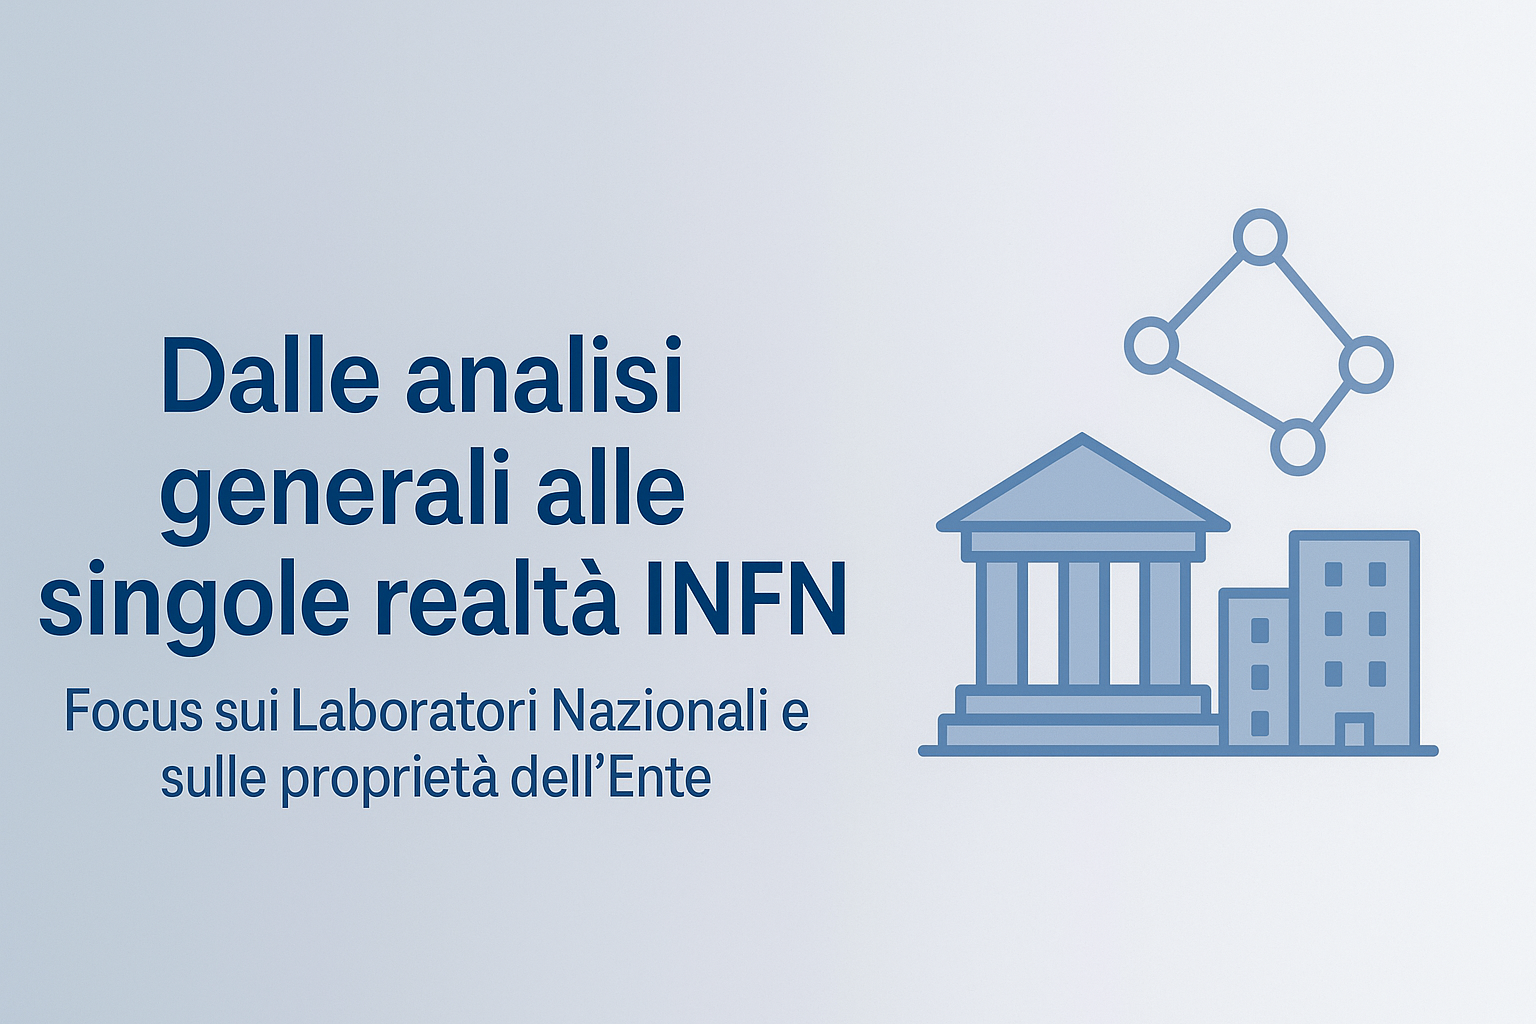 Dalle analisi
generali alle
singole realtà INFN
Focus sui Laboratori Nazionali e
sulle proprietà dell’Ente